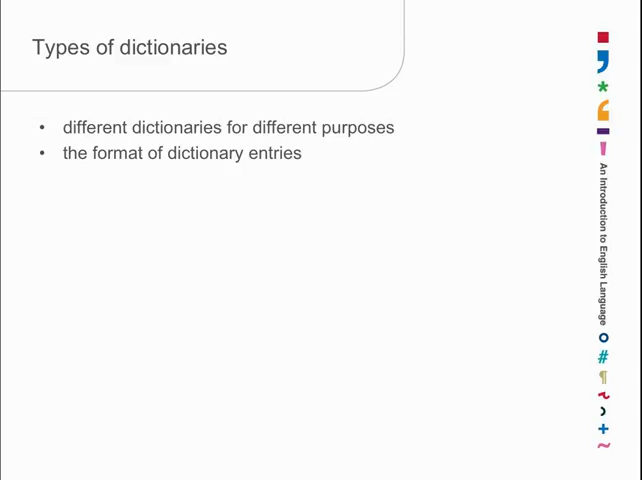 Types of dictionaries
• different dictionaries for different purposes
• the format of dictionary entries
An Introduction to English Language